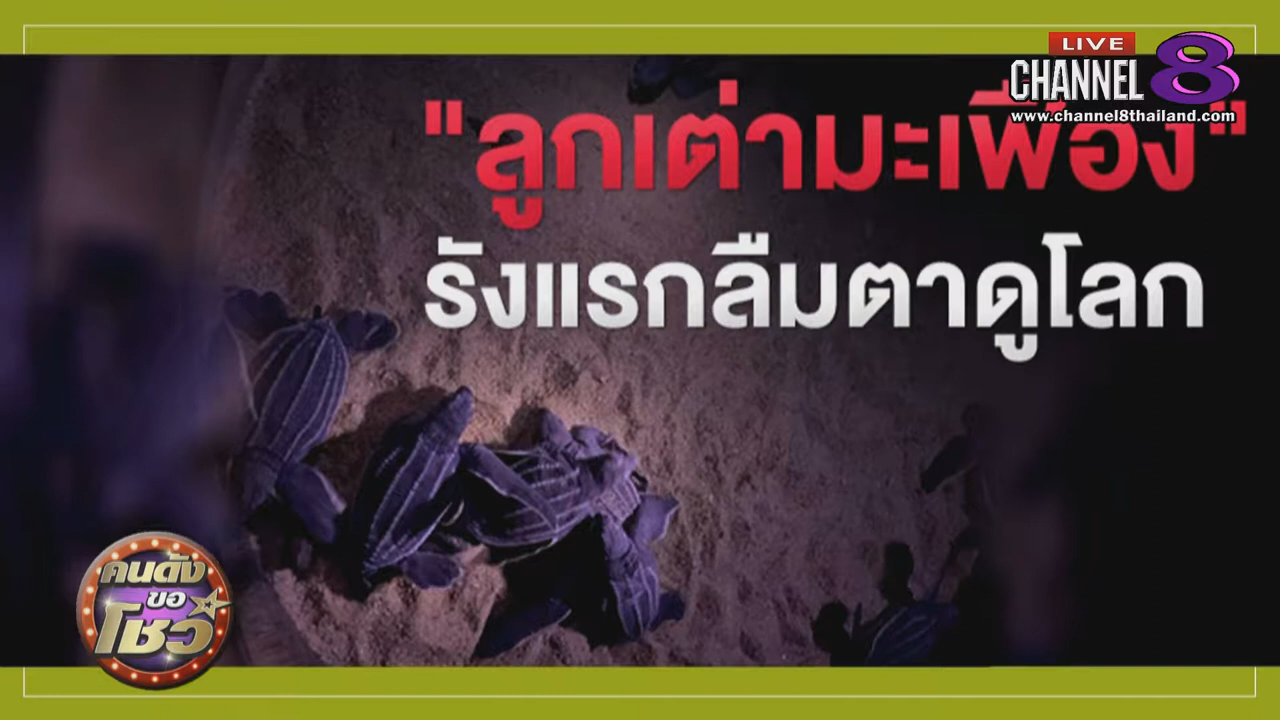 LIVE
CHANNEL 8
www.channel8thailand.com
"ลูกเต่ามะเฟือง"
รังแรกลืมตาดูโลก
คนดัง
ขอ
โชว์